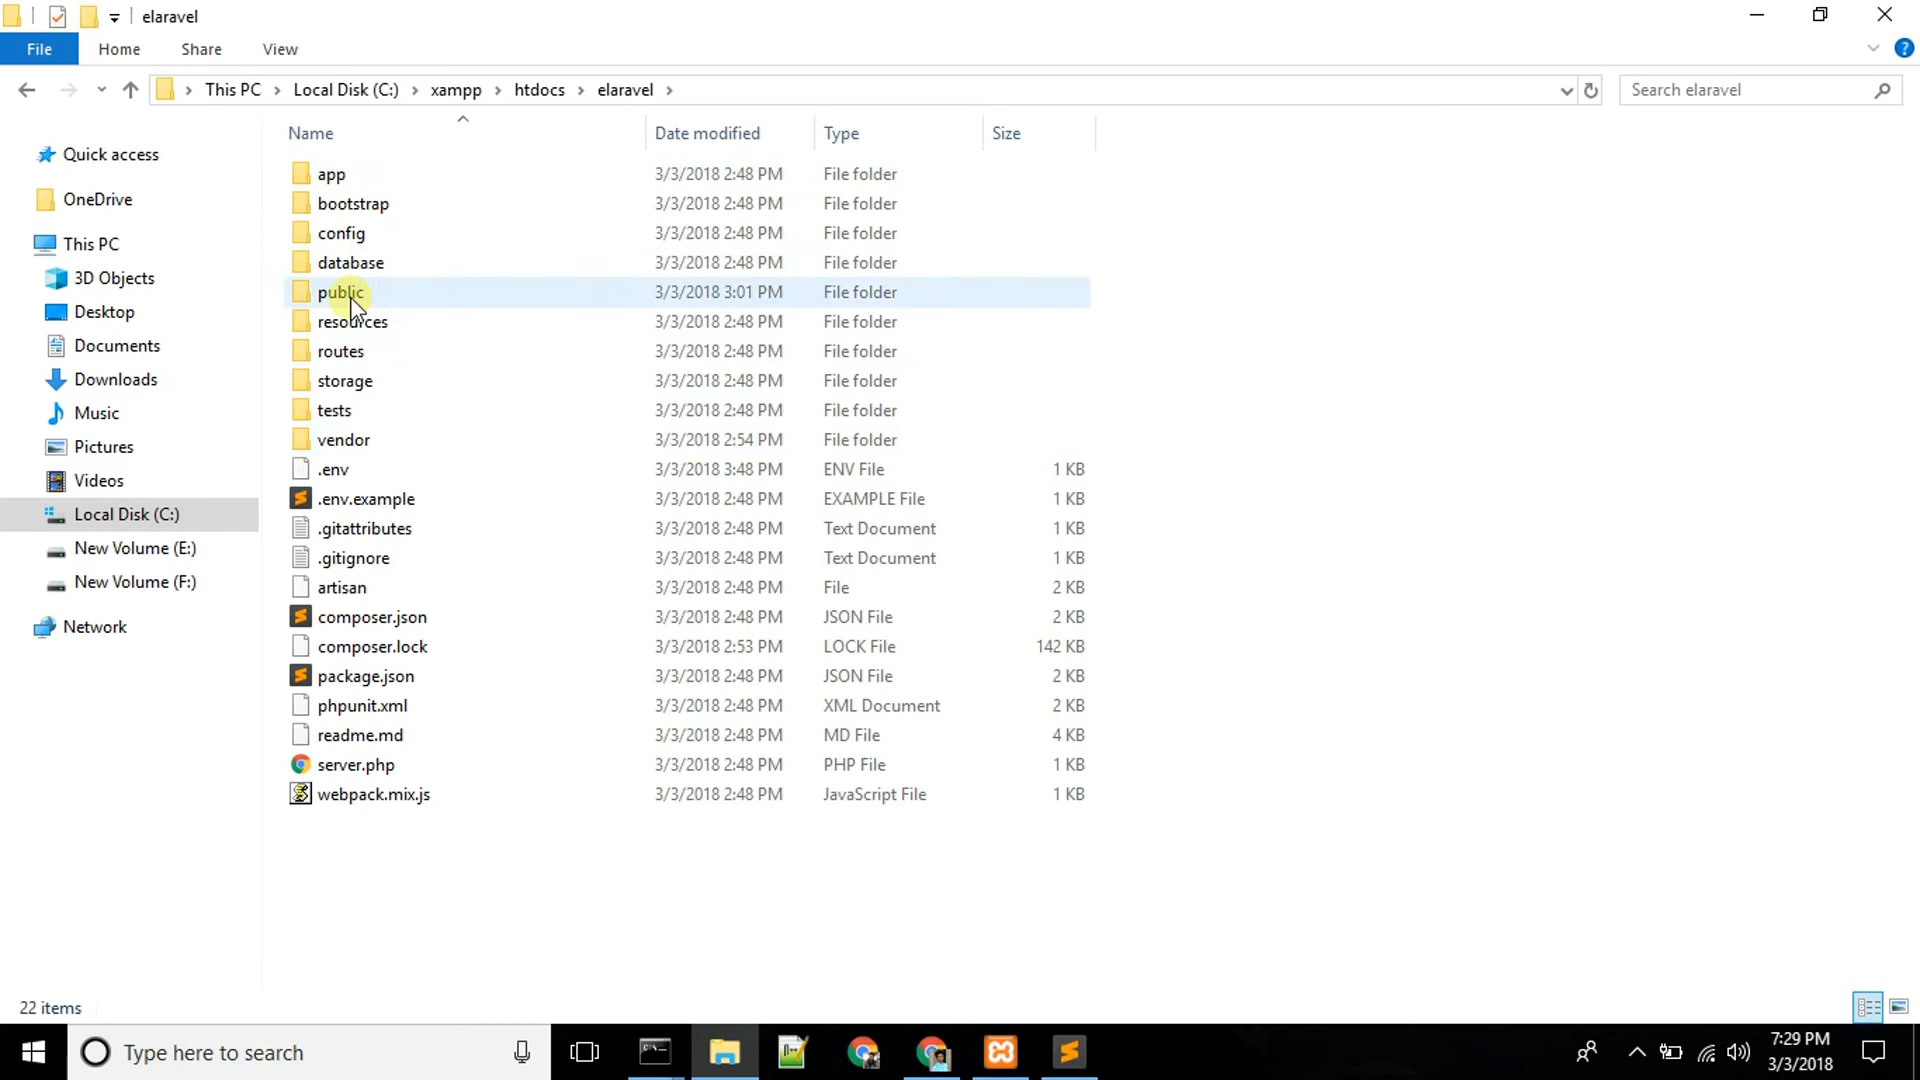 elaravel
File Home Share View
This PC Local Disk (C:) xampp htdocs elaravel
Search elaravel
Name Date modified Type Size
Quick access
OneDrive
This PC
3D Objects
Desktop
Documents
Downloads
Music
Pictures
Videos
Local Disk (C:)
New Volume (E:)
New Volume (F:)
Network
app 3/3/2018 2:48 PM File folder
bootstrap 3/3/2018 2:48 PM File folder
config 3/3/2018 2:48 PM File folder
database 3/3/2018 2:48 PM File folder
public 3/3/2018 3:01 PM File folder
resources 3/3/2018 2:48 PM File folder
routes 3/3/2018 2:48 PM File folder
storage 3/3/2018 2:48 PM File folder
tests 3/3/2018 2:48 PM File folder
vendor 3/3/2018 2:54 PM File folder
.env 3/3/2018 3:48 PM ENV File 1 KB
.env.example 3/3/2018 2:48 PM EXAMPLE File 1 KB
.gitattributes 3/3/2018 2:48 PM Text Document 1 KB
.gitignore 3/3/2018 2:48 PM Text Document 1 KB
artisan 3/3/2018 2:48 PM File 2 KB
composer.json 3/3/2018 2:48 PM JSON File 2 KB
composer.lock 3/3/2018 2:53 PM LOCK File 142 KB
package.json 3/3/2018 2:48 PM JSON File 2 KB
phpunit.xml 3/3/2018 2:48 PM XML Document 2 KB
readme.md 3/3/2018 2:48 PM MD File 4 KB
server.php 3/3/2018 2:48 PM PHP File 1 KB
webpack.mix.js 3/3/2018 2:48 PM JavaScript File 1 KB
22 items
Type here to search
7:29 PM
3/3/2018